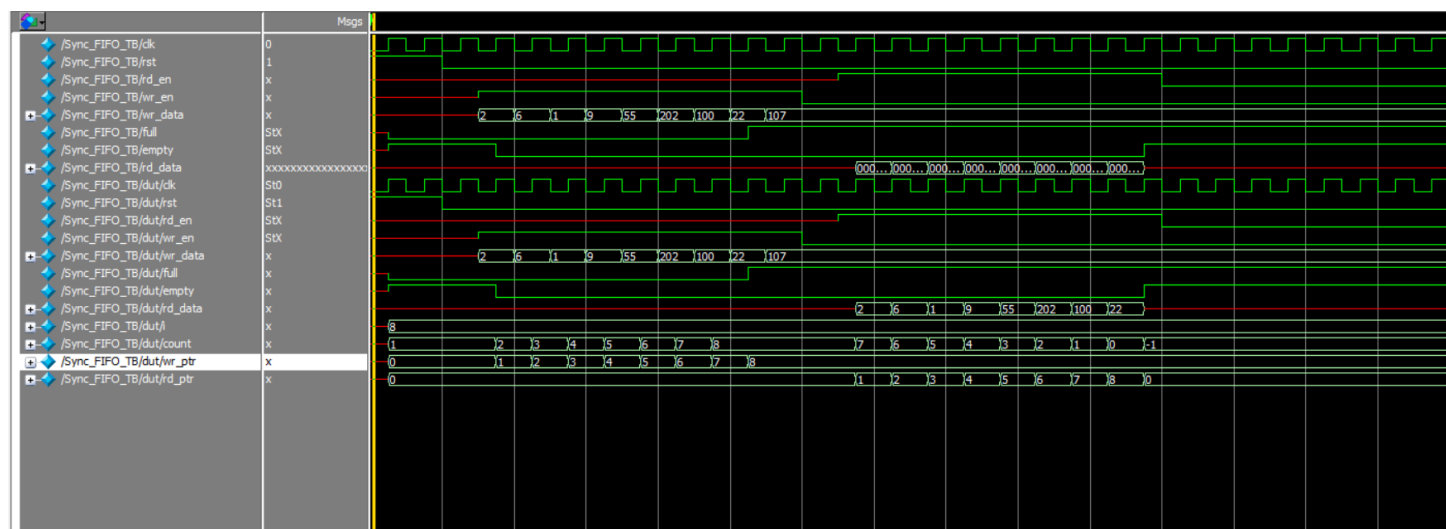 Msgs
/Sync_FIFO_TB/clk 0
/Sync_FIFO_TB/rst 1
/Sync_FIFO_TB/rd_en x
/Sync_FIFO_TB/wr_en x
/Sync_FIFO_TB/wr_data x 2 6 1 9 55 202 100 22 107
/Sync_FIFO_TB/full StX
/Sync_FIFO_TB/empty StX
/Sync_FIFO_TB/rd_data xxxxxxxxxxxxxxxxx 000... 000... 000... 000... 000... 000... 000... 000...
/Sync_FIFO_TB/dut/clk St0
/Sync_FIFO_TB/dut/rst St1
/Sync_FIFO_TB/dut/rd_en StX
/Sync_FIFO_TB/dut/wr_en StX
/Sync_FIFO_TB/dut/wr_data x 2 6 1 9 55 202 100 22 107
/Sync_FIFO_TB/dut/full x
/Sync_FIFO_TB/dut/empty x
/Sync_FIFO_TB/dut/rd_data x 2 6 1 9 55 202 100 22
/Sync_FIFO_TB/dut/i x 8
/Sync_FIFO_TB/dut/count x 1 2 3 4 5 6 7 8 7 6 5 4 3 2 1 0 -1
/Sync_FIFO_TB/dut/wr_ptr x 0 1 2 3 4 5 6 7 8
/Sync_FIFO_TB/dut/rd_ptr x 0 1 2 3 4 5 6 7 8 0